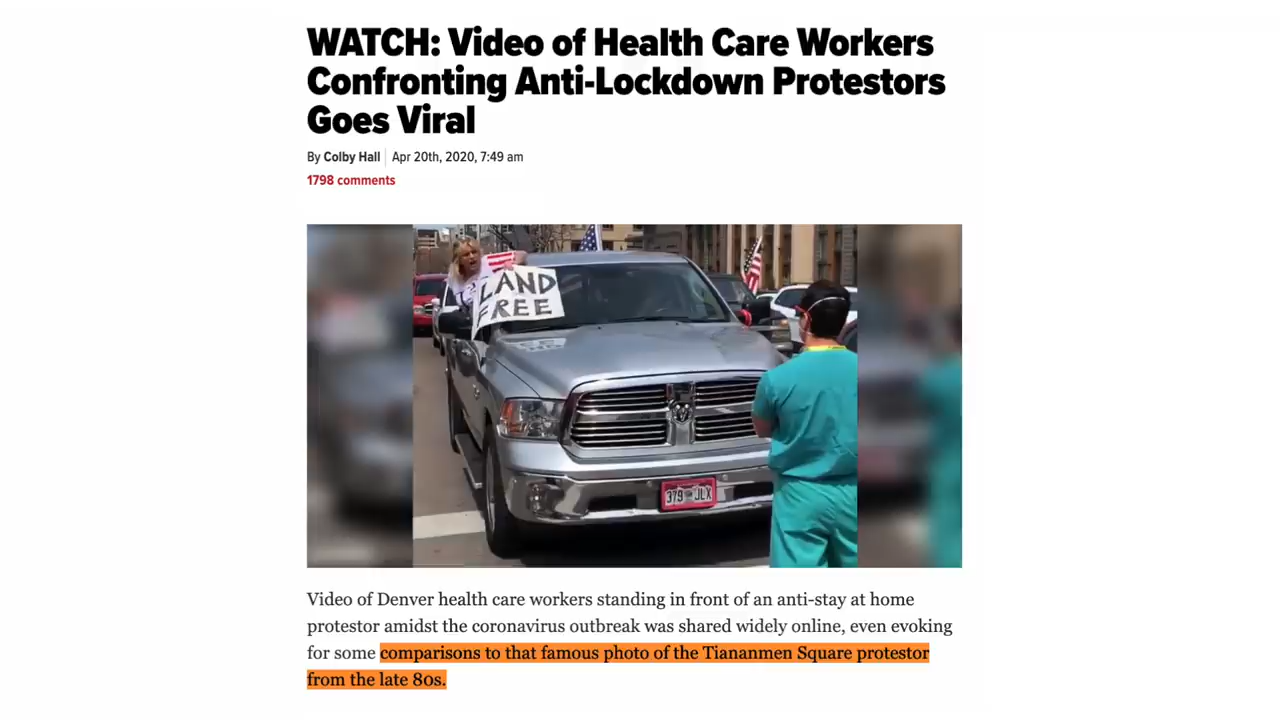 WATCH: Video of Health Care Workers
Confronting Anti-Lockdown Protestors
Goes Viral
By Colby Hall | Apr 20th, 2020, 7:49 am
1798 comments
LAND
FREE
379 JLX
Video of Denver health care workers standing in front of an anti-stay at home
protestor amidst the coronavirus outbreak was shared widely online, even evoking
for some comparisons to that famous photo of the Tiananmen Square protestor
from the late 80s.